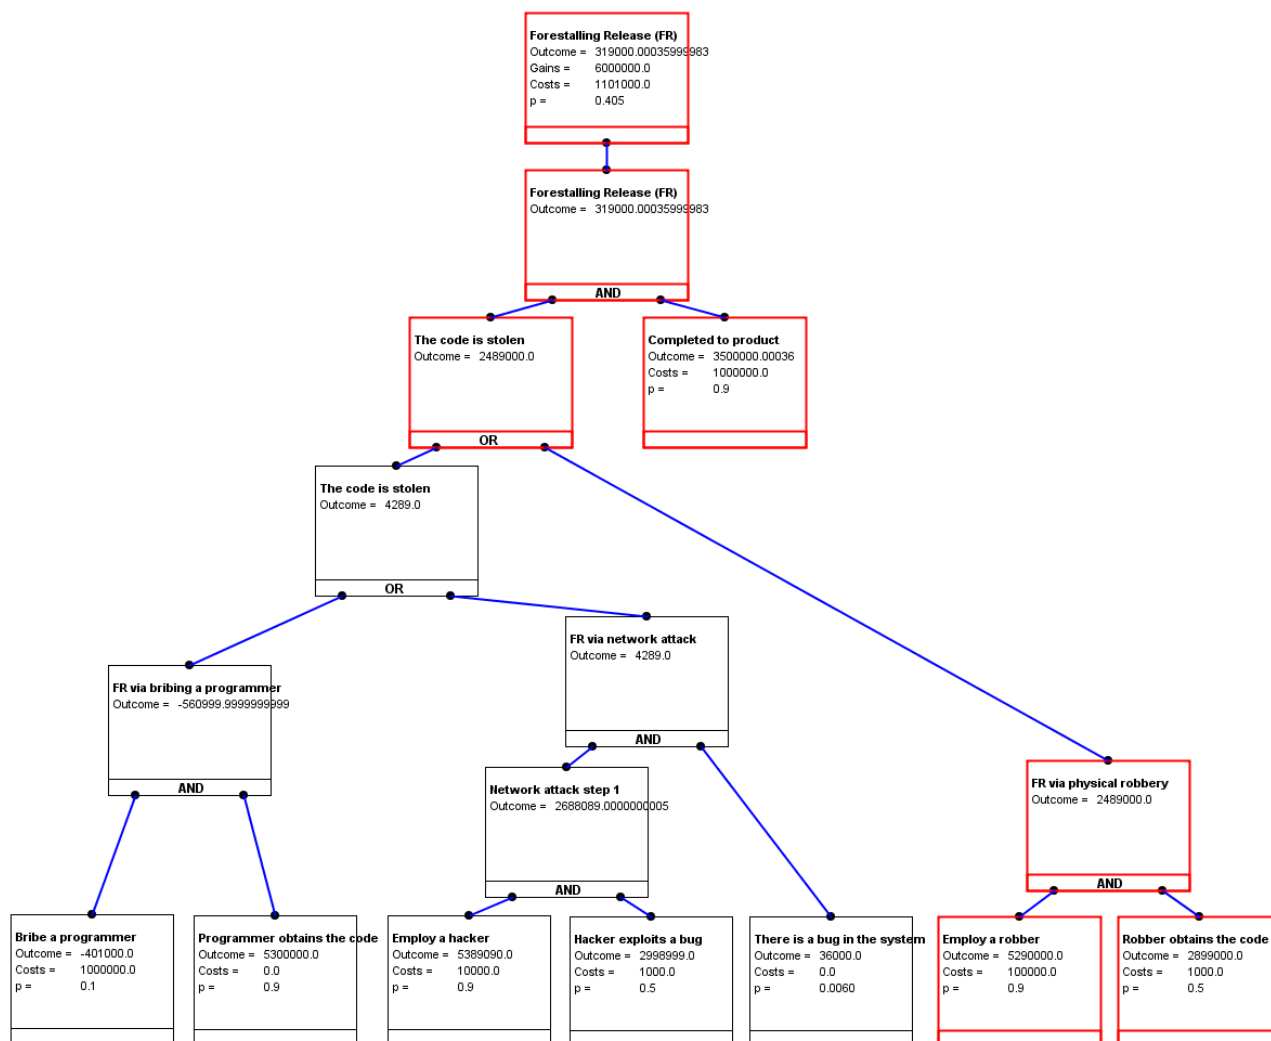 Forestalling Release (FR)
Outcome = 319000.00035999983
Gains = 6000000.0
Costs = 1101000.0
p = 0.405
Forestalling Release (FR)
Outcome = 319000.00035999983
AND
The code is stolen
Outcome = 2489000.0
OR
Completed to product
Outcome = 3500000.00036
Costs = 1000000.0
p = 0.9
The code is stolen
Outcome = 4289.0
OR
FR via bribing a programmer
Outcome = -560999.9999999999
AND
FR via network attack
Outcome = 4289.0
AND
Network attack step 1
Outcome = 2688089.0000000005
AND
FR via physical robbery
Outcome = 2489000.0
AND
Bribe a programmer
Outcome = -401000.0
Costs = 1000000.0
p = 0.1
Programmer obtains the code
Outcome = 5300000.0
Costs = 0.0
p = 0.9
Employ a hacker
Outcome = 5389090.0
Costs = 10000.0
p = 0.9
Hacker exploits a bug
Outcome = 2998999.0
Costs = 1000.0
p = 0.5
There is a bug in the system
Outcome = 36000.0
Costs = 0.0
p = 0.0060
Employ a robber
Outcome = 5290000.0
Costs = 100000.0
p = 0.9
Robber obtains the code
Outcome = 2899000.0
Costs = 1000.0
p = 0.5